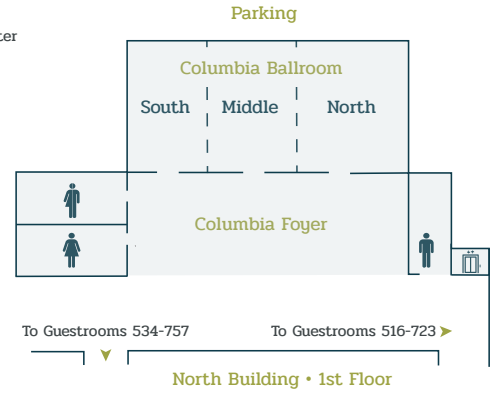 Parking
Columbia Ballroom
South Middle North
Columbia Foyer
To Guestrooms 534-757 To Guestrooms 516-723
North Building • 1st Floor